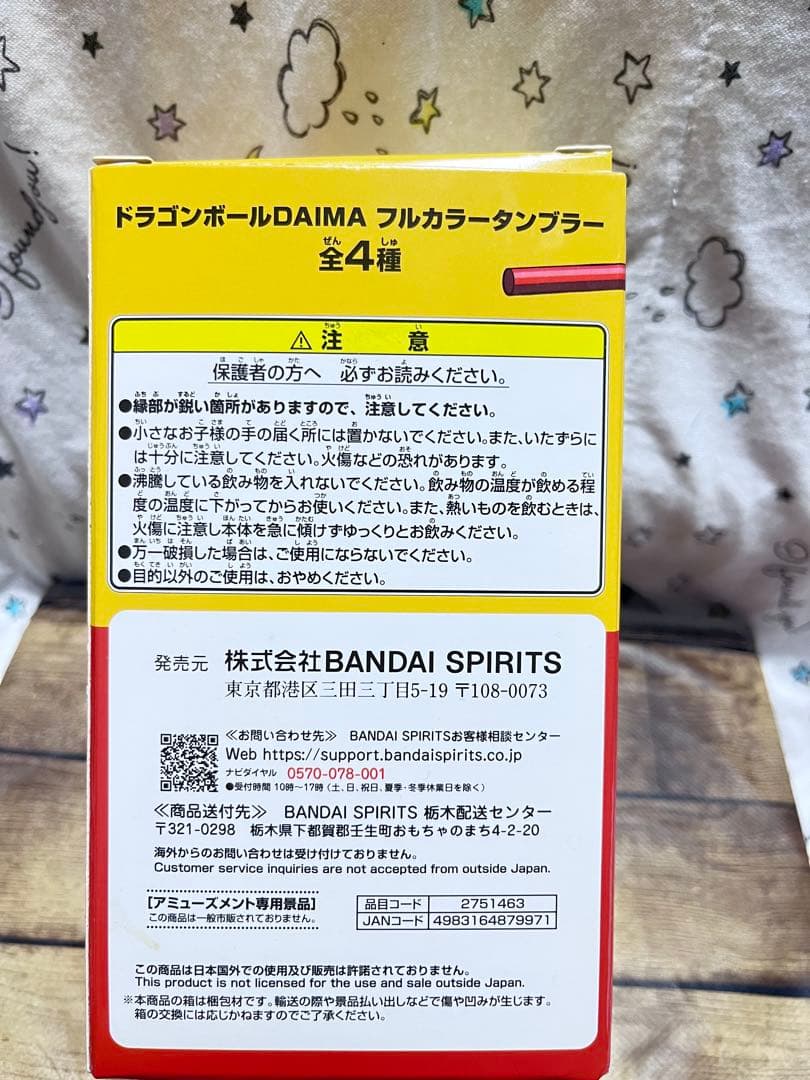 ドラゴンボールDAIMA フルカラータンブラー
全4種
⚠注意
保護者の方へ 必ずお読みください。
●縁部が鋭い箇所がありますので、注意してください。
●小さなお子様の手の届く所には置かないでください。また、いたずらに
は十分に注意してください。火傷などの恐れがあります。
●沸騰している飲み物を入れないでください。飲み物の温度が飲める程
度の温度に下がってからお使いください。また、熱いものを飲むときは、
火傷に注意し本体を急に傾けずゆっくりとお飲みください。
●万一破損した場合は、ご使用にならないでください。
●目的以外のご使用は、おやめください。
発売元 株式会社BANDAI SPIRITS
東京都港区三田三丁目5-19 〒108-0073
≪お問い合わせ先≫ BANDAI SPIRITSお客様相談センター
Web https://support.bandaispirits.co.jp
ナビダイヤル 0570-078-001
●受付時間 10時〜17時(土、日、祝日、夏季・冬季休業日を除く)
≪商品送付先≫ BANDAI SPIRITS 栃木配送センター
〒321-0298 栃木県下都賀郡壬生町おもちゃのまち4-2-20
海外からのお問い合わせは受け付けておりません。
Customer service inquiries are not accepted from outside Japan.
[アミューズメント専用景品]
この商品は一般市販されておりません。
品目コード 2751463
JANコード 4983164879971
この商品は日本国外での使用及び販売は許諾されておりません。
This product is not licensed for the use and sale outside Japan.
※本商品の箱は梱包材です。輸送の際や景品払い出しなどで傷や凹みが生じます。
箱の交換には応じかねますのでご了承ください。